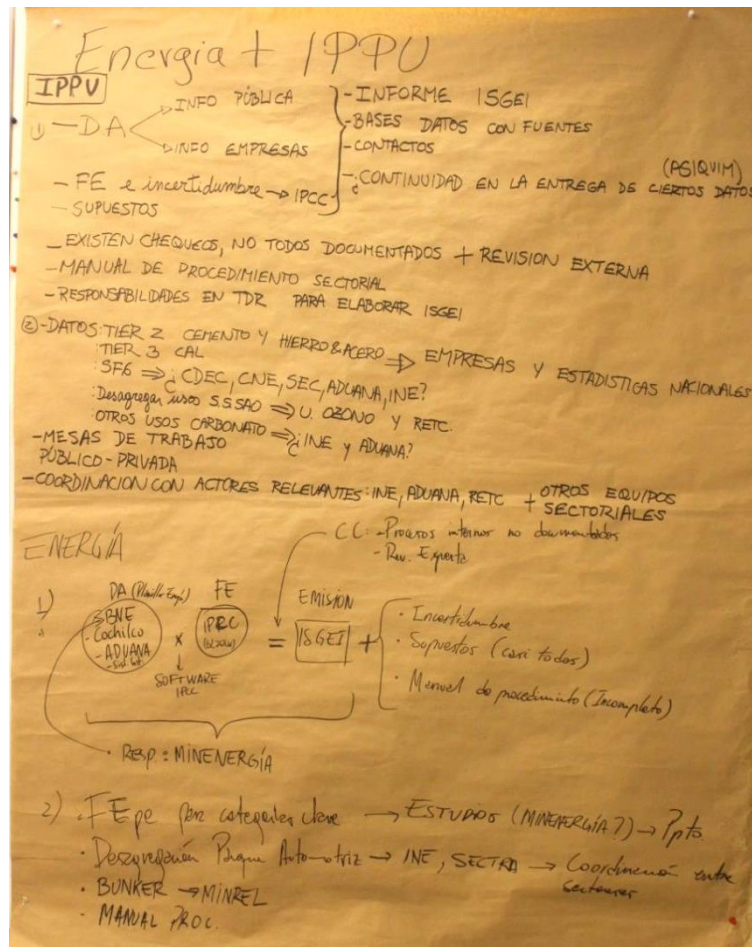 Energía + IPPU
IPPU
1) - DA
→ INFO PÚBLICA
→ INFO EMPRESAS
- FE e incertidumbre → IPCC
- SUPUESTOS
- INFORME ISGEI
- BASES DATOS CON FUENTES
- CONTACTOS
(ASIQUIM)
- ¿CONTINUIDAD EN LA ENTREGA DE CIERTOS DATOS
- EXISTEN CHEQUEOS, NO TODOS DOCUMENTADOS + REVISION EXTERNA
- MANUAL DE PROCEDIMIENTO SECTORIAL
- RESPONSABILIDADES EN TDR PARA ELABORAR ISGEI
② - DATOS: TIER 2 CEMENTO Y HIERRO & ACERO ⇒ EMPRESAS Y ESTADISTICAS NACIONALES
: TIER 3 CAL
: SF6 ⇒ ¿CDEC, CNE, SEC, ADUANA, INE?
: Desagregar usos S.SSAO ⇒ U. OZONO Y RETC.
: OTROS USOS CARBONATO ⇒ ¿INE y ADUANA?
- MESAS DE TRABAJO
PÚBLICO - PRIVADA
- COORDINACION CON ACTORES RELEVANTES: INE, ADUANA, RETC + OTROS EQUIPOS
SECTORIALES
ENERGÍA
CC: - Procesos internos no documentados
- Rev. Experta
1)
DA (Planilla)
FE
EMISION
BNE
- Cochilco
- ADUANA
×
IPCC
= ISGEI +
SOFTWARE
IPCC
· Incertidumbre
· Supuestos (casi todos)
· Manual de procedimiento (Incompleto)
· RESP.: MINENERGÍA
2) · FEpe para categorías clave → ESTUDIOS (MINENERGÍA?) → Ppto.
· Desagregación Parque Automotriz → INE, SECTRA → Coordinación entre
sectores
· BUNKER → MINREL
· MANUAL PROC.